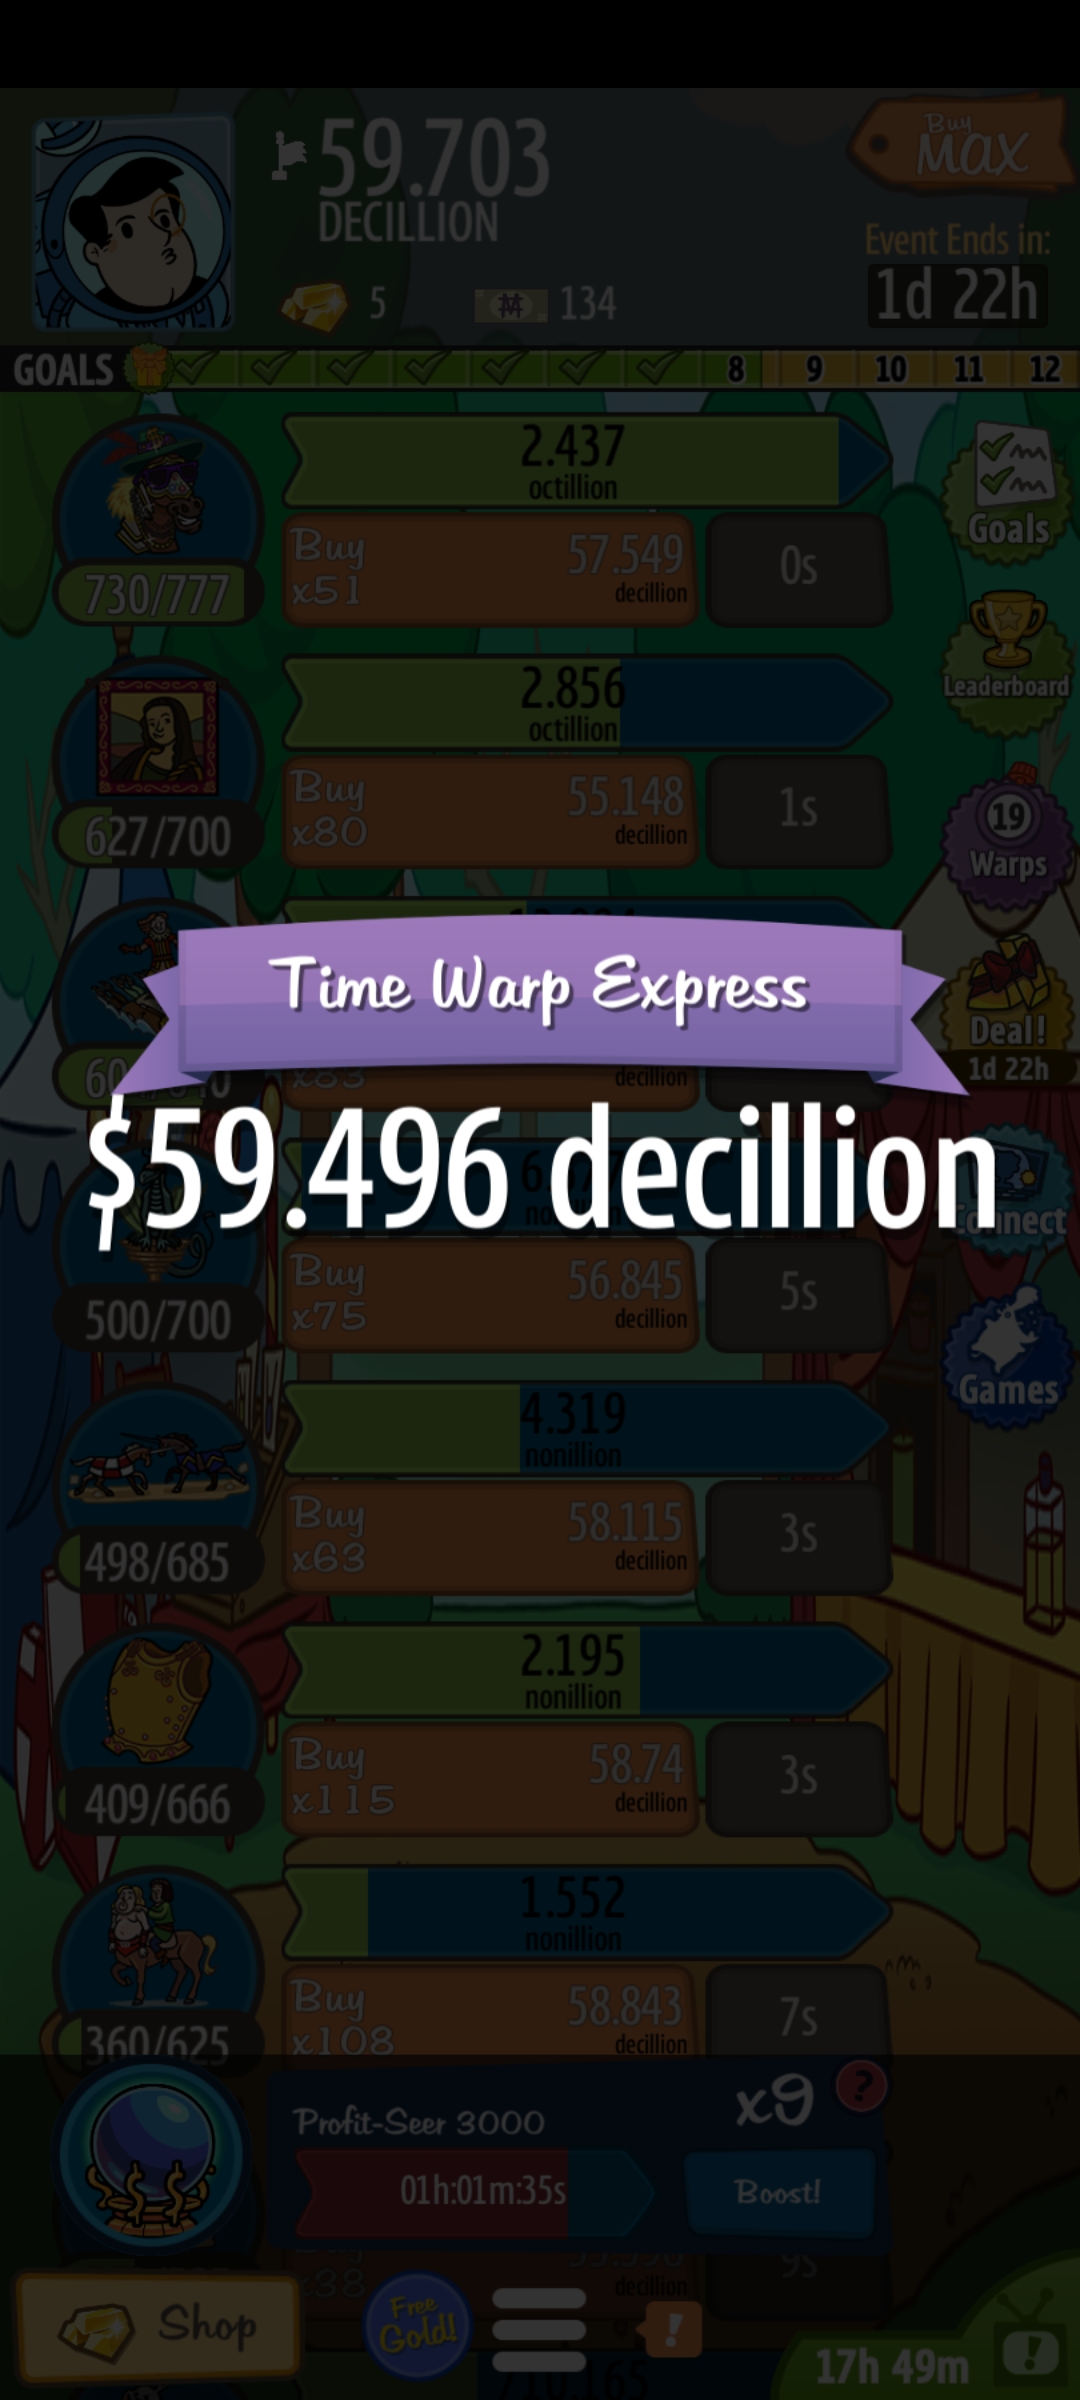 59.703
DECILLION
Buy
MAX
Event Ends in:
1d 22h
5
134
GOALS
8 9 10 11 12
2.437
octillion
Buy
x51
57.549
decillion
0s
730/777
Goals
Leaderboard
2.856
octillion
Buy
x80
55.148
decillion
1s
627/700
19
Warps
Time Warp Express
x83
decillion
Deal!
1d 22h
$59.496 decillion
Connect
Buy
x75
56.845
decillion
5s
500/700
Games
4.319
nonillion
Buy
x63
58.115
decillion
3s
498/685
2.195
nonillion
Buy
x115
58.74
decillion
3s
409/666
1.552
nonillion
Buy
x108
58.843
decillion
7s
360/625
Profit-Seer 3000
x9
?
01h:01m:35s
Boost!
x38
decillion
9s
Shop
Free
Gold!
!
17h 49m
!